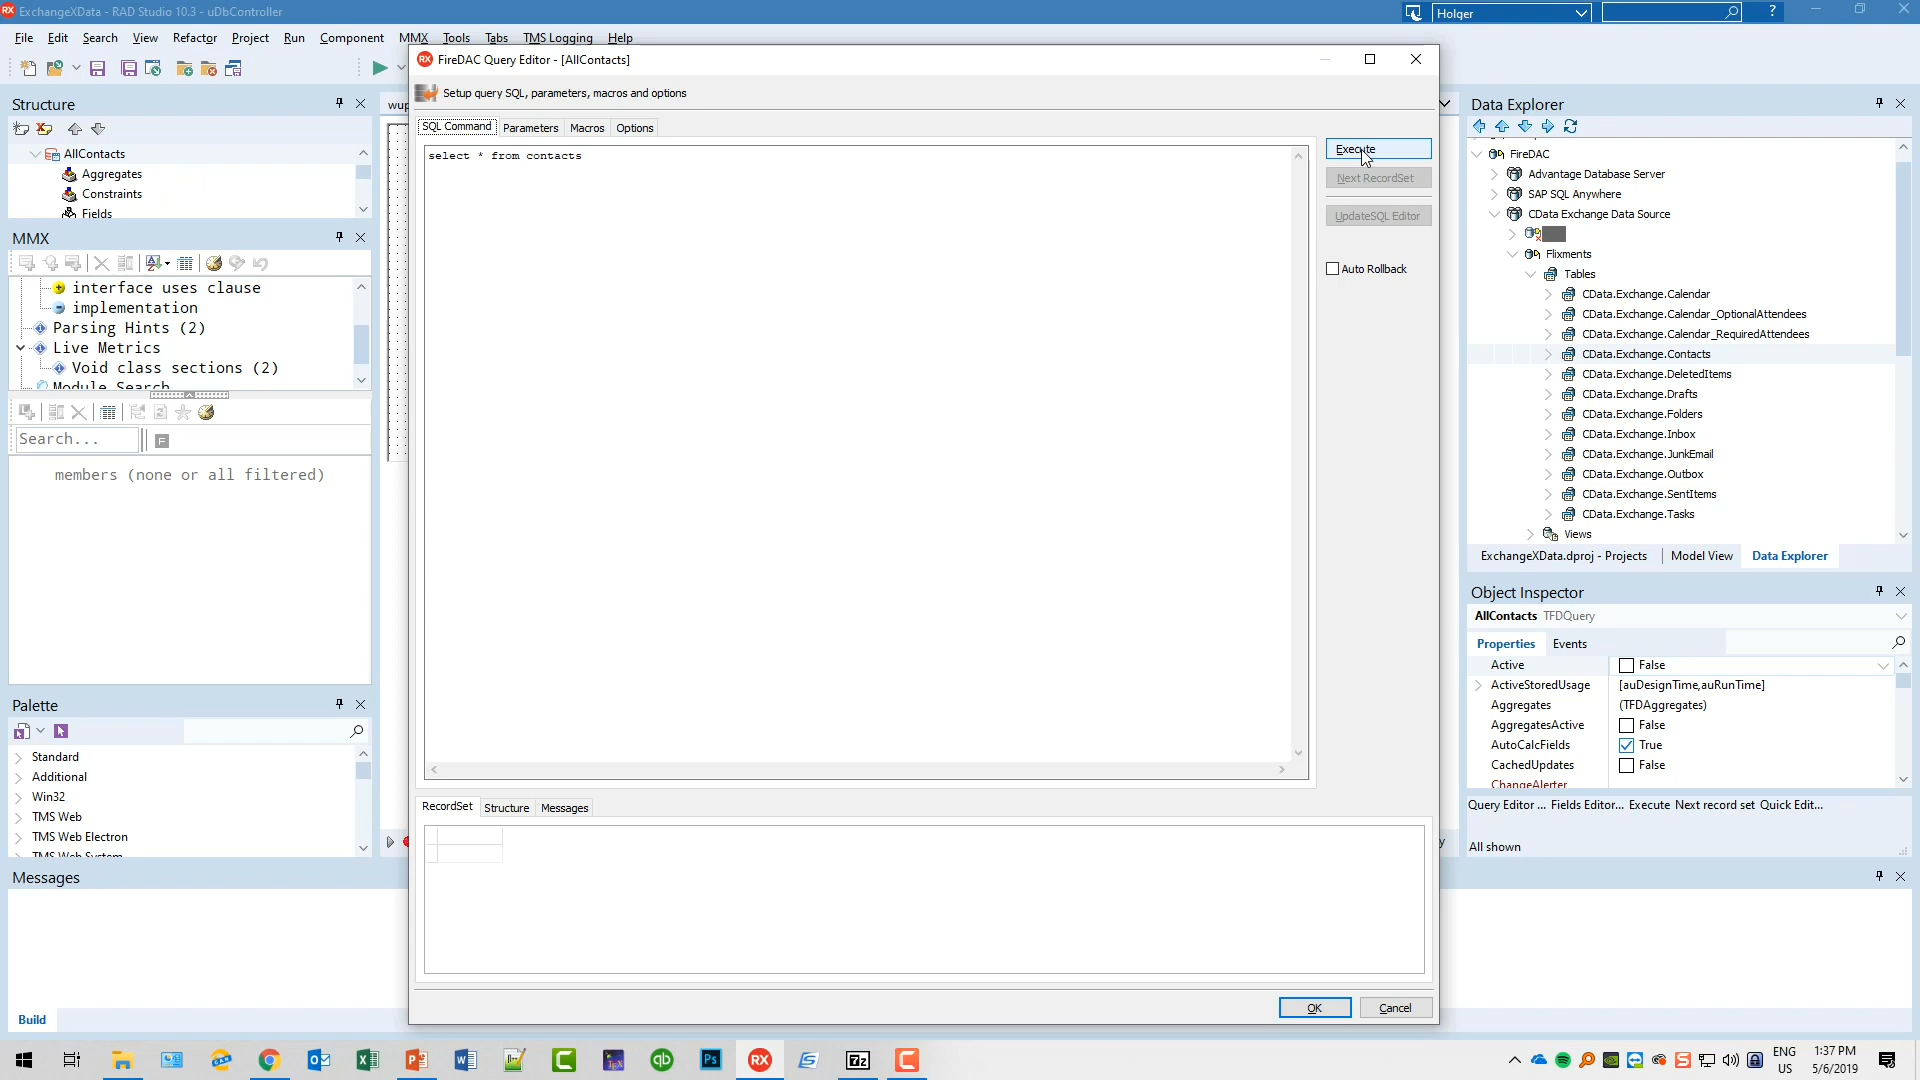 ExchangeXData - RAD Studio 10.3 - uDbController
Holger
?
File Edit Search View Refactor Project Run Component MMX Tools Tabs TMS Logging Help
FireDAC Query Editor - [AllContacts]
Setup query SQL, parameters, macros and options
SQL Command Parameters Macros Options
select * from contacts
Execute
Next RecordSet
UpdateSQL Editor
Auto Rollback
RecordSet Structure Messages
OK Cancel
Structure
AllContacts
Aggregates
Constraints
Fields
MMX
interface uses clause
implementation
Parsing Hints (2)
Live Metrics
Void class sections (2)
Module Search
Search...
F
members (none or all filtered)
Palette
Standard
Additional
Win32
TMS Web
TMS Web Electron
TMS Web System
Messages
Build
Data Explorer
FireDAC
Advantage Database Server
SAP SQL Anywhere
CData Exchange Data Source
Flixments
Tables
CData.Exchange.Calendar
CData.Exchange.Calendar_OptionalAttendees
CData.Exchange.Calendar_RequiredAttendees
CData.Exchange.Contacts
CData.Exchange.DeletedItems
CData.Exchange.Drafts
CData.Exchange.Folders
CData.Exchange.Inbox
CData.Exchange.JunkEmail
CData.Exchange.Outbox
CData.Exchange.SentItems
CData.Exchange.Tasks
Views
ExchangeXData.dproj - Projects Model View Data Explorer
Object Inspector
AllContacts TFDQuery
Properties Events
Active False
ActiveStoredUsage [auDesignTime,auRunTime]
Aggregates (TFDAggregates)
AggregatesActive False
AutoCalcFields True
CachedUpdates False
ChangeAlerter
Query Editor ... Fields Editor... Execute Next record set Quick Edit...
All shown
ENG
US
1:37 PM
5/6/2019